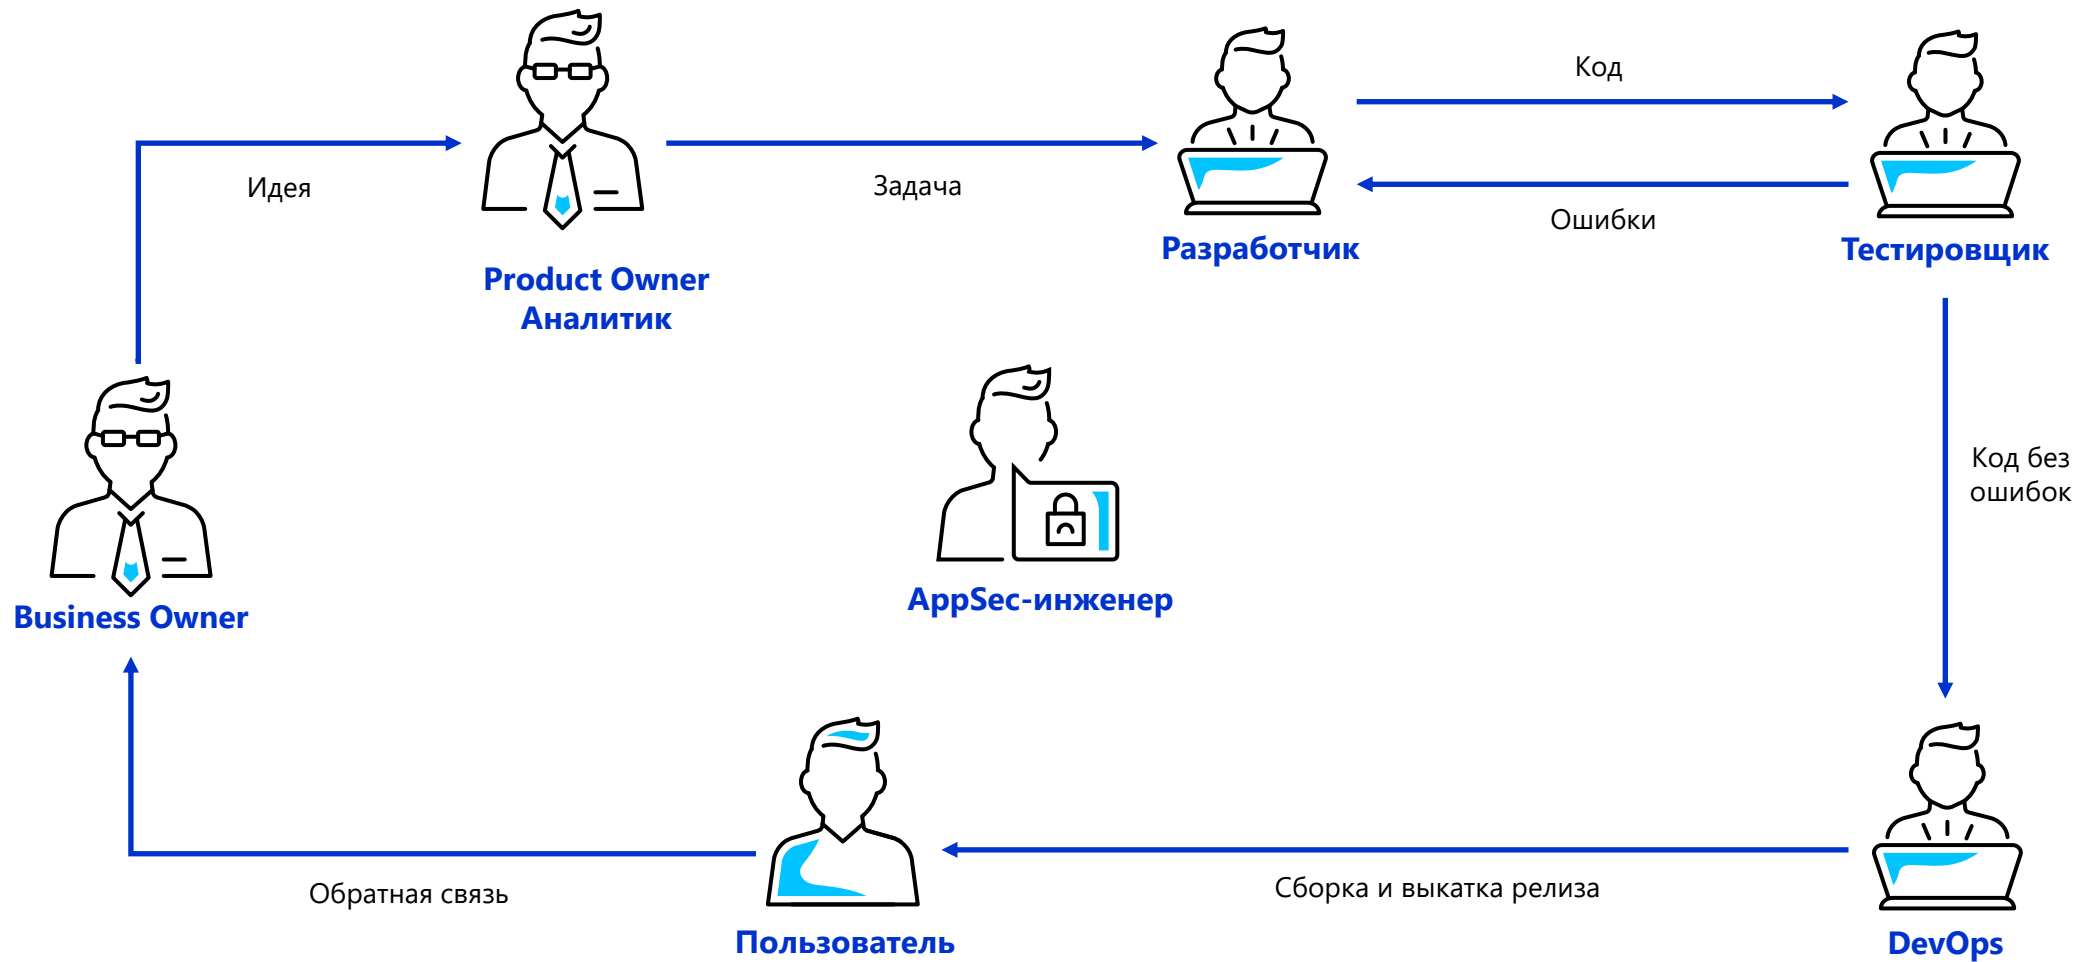 Код
Идея
Задача
Ошибки
Разработчик
Тестировщик
Product Owner
Аналитик
Код без
ошибок
AppSec-инженер
Business Owner
Обратная связь
Сборка и выкатка релиза
Пользователь
DevOps